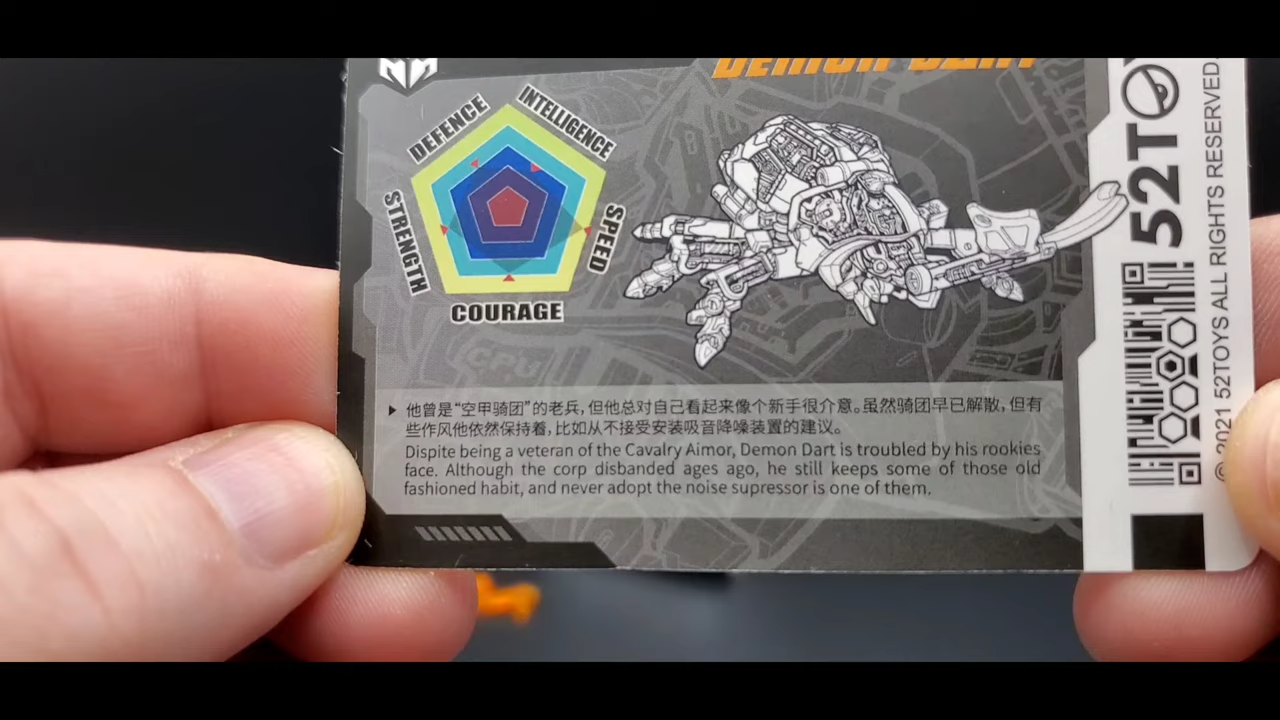 DEMON DART
DEFENCE
INTELLIGENCE
STRENGTH
SPEED
COURAGE
他曾是“空甲骑团”的老兵，但他总对自己看起来像个新手很介意。虽然骑团早已解散，但有
些作风他依然保持着，比如从不接受安装吸音降噪装置的建议。
Dispite being a veteran of the Cavalry Aimor, Demon Dart is troubled by his rookies
face. Although the corp disbanded ages ago, he still keeps some of those old
fashioned habit, and never adopt the noise supressor is one of them.
52TOY
© 2021 52TOYS ALL RIGHTS RESERVED.